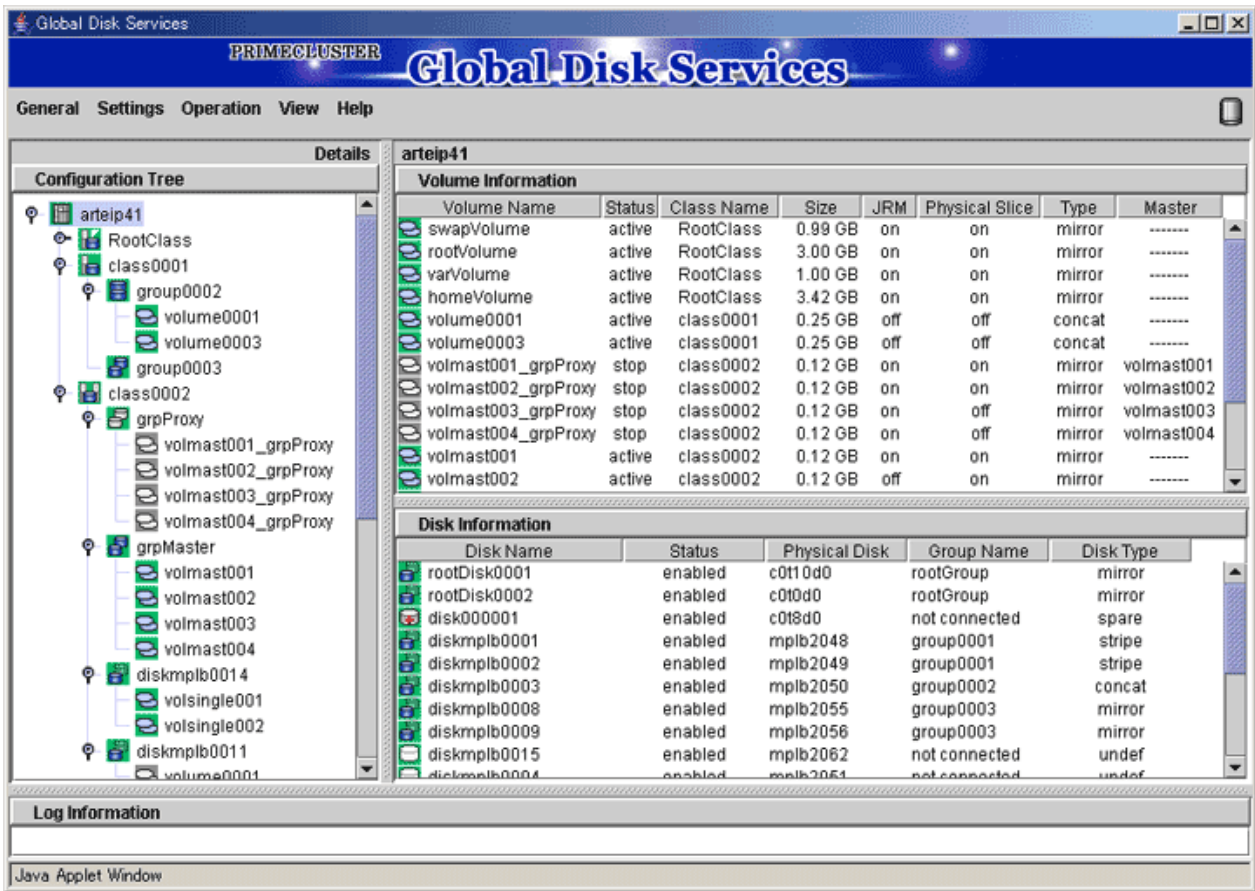 Global Disk Services
PRIMECLUSTER
Global Disk Services
General Settings Operation View Help
Details
Configuration Tree
arteip41
RootClass
class0001
group0002
volume0001
volume0003
group0003
class0002
grpProxy
volmast001_grpProxy
volmast002_grpProxy
volmast003_grpProxy
volmast004_grpProxy
grpMaster
volmast001
volmast002
volmast003
volmast004
diskmplb0014
volsingle001
volsingle002
diskmplb0011
volume0001
arteip41
Volume Information
Volume Name Status Class Name Size JRM Physical Slice Type Master
swapVolume active RootClass 0.99 GB on on mirror -------
rootVolume active RootClass 3.00 GB on on mirror -------
varVolume active RootClass 1.00 GB on on mirror -------
homeVolume active RootClass 3.42 GB on on mirror -------
volume0001 active class0001 0.25 GB off off concat -------
volume0003 active class0001 0.25 GB off off concat -------
volmast001_grpProxy stop class0002 0.12 GB on on mirror volmast001
volmast002_grpProxy stop class0002 0.12 GB on on mirror volmast002
volmast003_grpProxy stop class0002 0.12 GB on off mirror volmast003
volmast004_grpProxy stop class0002 0.12 GB on off mirror volmast004
volmast001 active class0002 0.12 GB on on mirror -------
volmast002 active class0002 0.12 GB off on mirror -------
Disk Information
Disk Name Status Physical Disk Group Name Disk Type
rootDisk0001 enabled c0t10d0 rootGroup mirror
rootDisk0002 enabled c0t0d0 rootGroup mirror
disk000001 enabled c0t8d0 not connected spare
diskmplb0001 enabled mplb2048 group0001 stripe
diskmplb0002 enabled mplb2049 group0001 stripe
diskmplb0003 enabled mplb2050 group0002 concat
diskmplb0008 enabled mplb2055 group0003 mirror
diskmplb0009 enabled mplb2056 group0003 mirror
diskmplb0015 enabled mplb2062 not connected undef
diskmplb0004 enabled mplb2051 not connected undef
Log Information
Java Applet Window